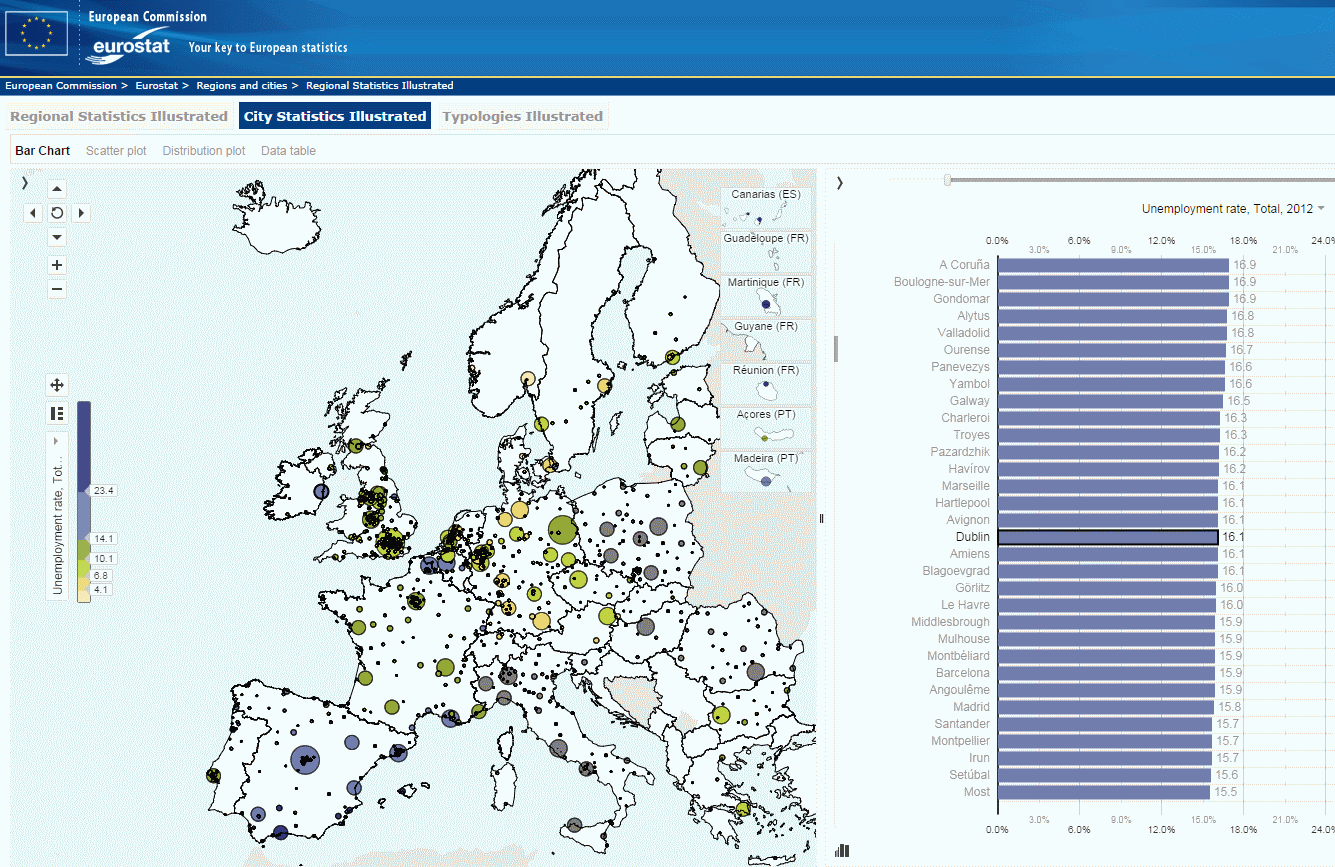 European Commission
eurostat Your key to European statistics
European Commission > Eurostat > Regions and cities > Regional Statistics Illustrated
Regional Statistics Illustrated City Statistics Illustrated Typologies Illustrated
Bar Chart Scatter plot Distribution plot Data table
Canarias (ES)
Guadeloupe (FR)
Martinique (FR)
Guyane (FR)
Réunion (FR)
Açores (PT)
Madeira (PT)
Unemployment rate, Tot...
23.4
14.1
10.1
6.8
4.1
Unemployment rate, Total, 2012
0.0% 6.0% 12.0% 18.0% 24.0%
3.0% 9.0% 15.0% 21.0%
A Coruña 16.9
Boulogne-sur-Mer 16.9
Gondomar 16.9
Alytus 16.8
Valladolid 16.8
Ourense 16.7
Panevezys 16.6
Yambol 16.6
Galway 16.5
Charleroi 16.3
Troyes 16.3
Pazardzhik 16.2
Havírov 16.2
Marseille 16.1
Hartlepool 16.1
Avignon 16.1
Dublin 16.1
Amiens 16.1
Blagoevgrad 16.1
Görlitz 16.0
Le Havre 16.0
Middlesbrough 15.9
Mulhouse 15.9
Montbéliard 15.9
Barcelona 15.9
Angoulême 15.9
Madrid 15.8
Santander 15.7
Montpellier 15.7
Irun 15.7
Setúbal 15.6
Most 15.5
3.0% 9.0% 15.0% 21.0%
0.0% 6.0% 12.0% 18.0% 24.0%